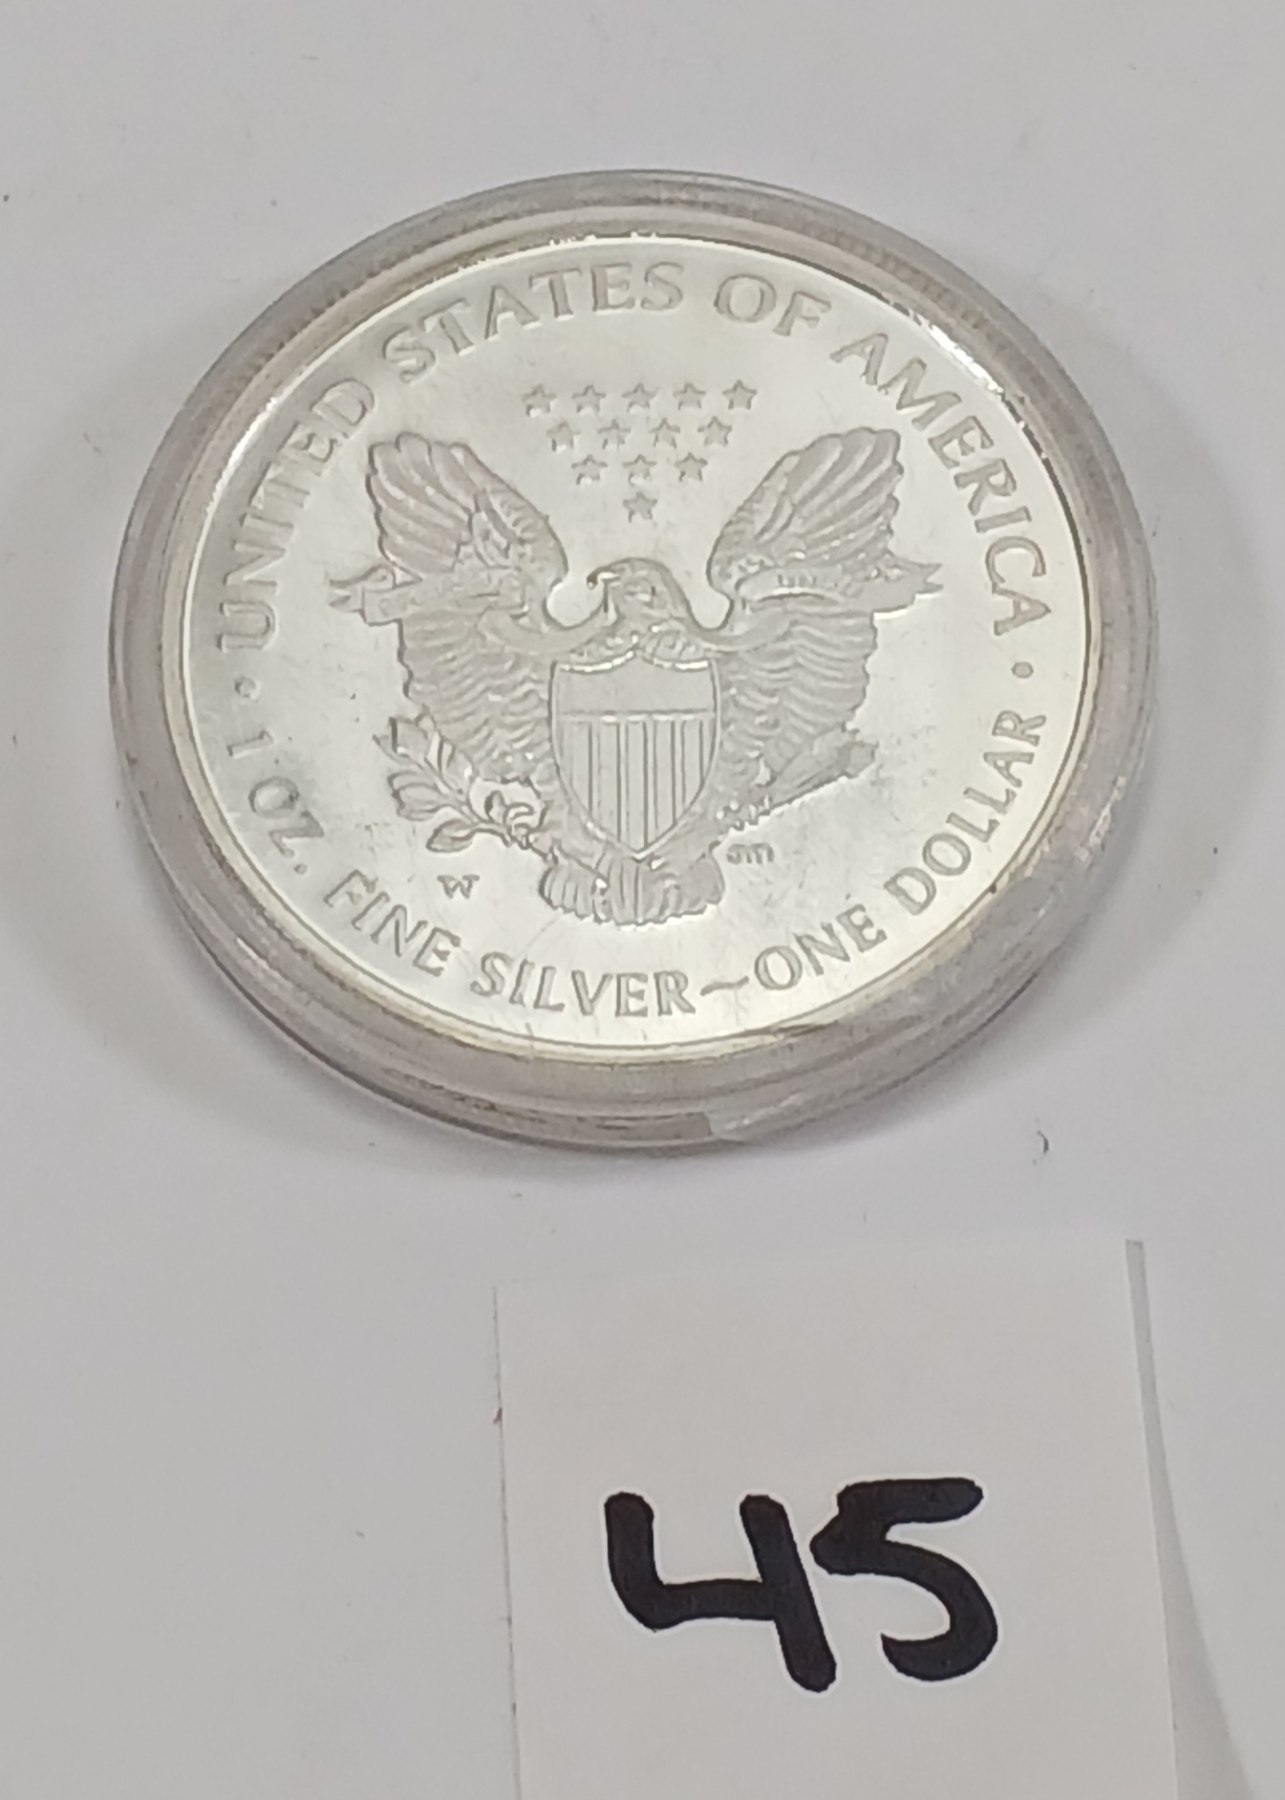 · UNITED STATES OF AMERICA ·
W
1 OZ. FINE SILVER~ONE DOLLAR
45